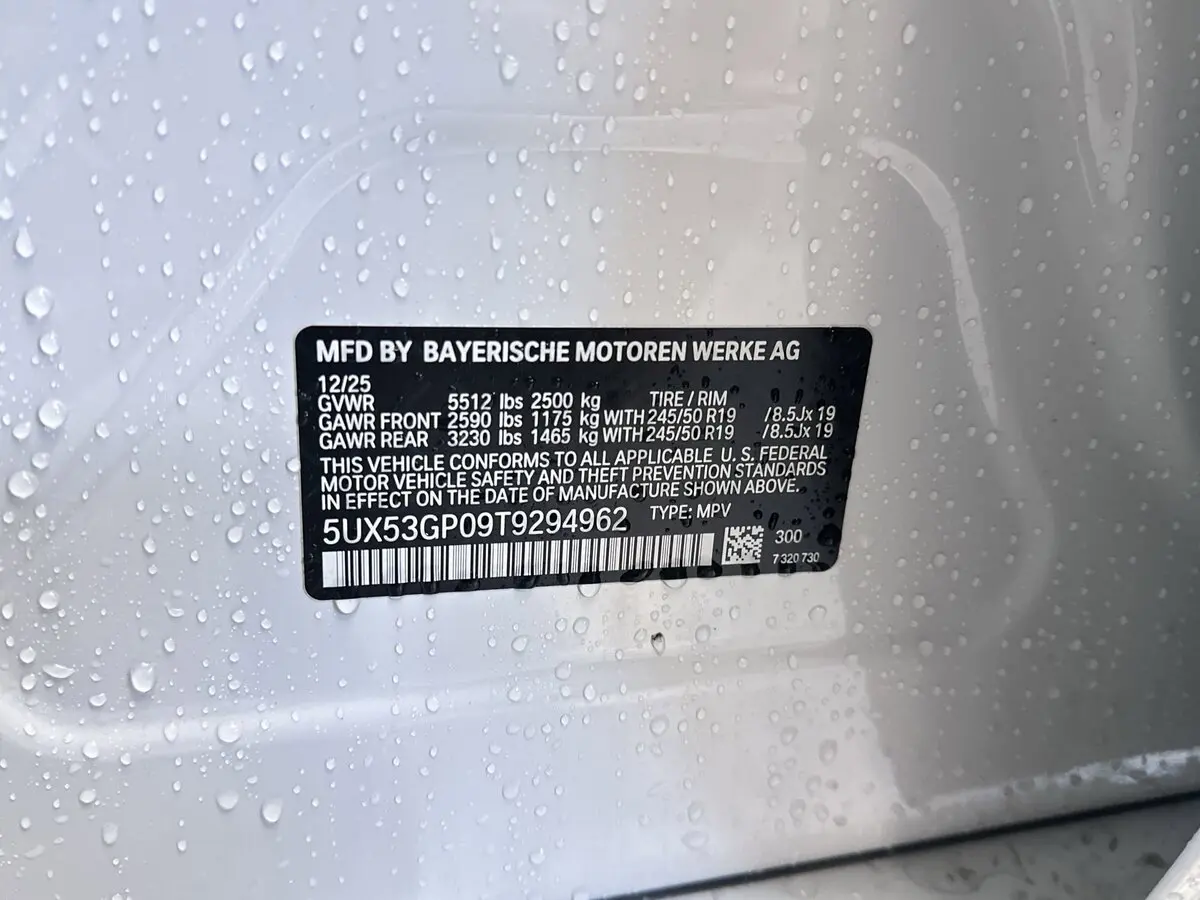 MFD BY BAYERISCHE MOTOREN WERKE AG
12/25
GVWR 5512 lbs 2500 kg TIRE / RIM
GAWR FRONT 2590 lbs 1175 kg WITH 245/50 R19 /8.5Jx 19
GAWR REAR 3230 lbs 1465 kg WITH 245/50 R19 /8.5Jx 19
THIS VEHICLE CONFORMS TO ALL APPLICABLE U. S. FEDERAL
MOTOR VEHICLE SAFETY AND THEFT PREVENTION STANDARDS
IN EFFECT ON THE DATE OF MANUFACTURE SHOWN ABOVE.
5UX53GP09T9294962 TYPE: MPV
300
7 320 730